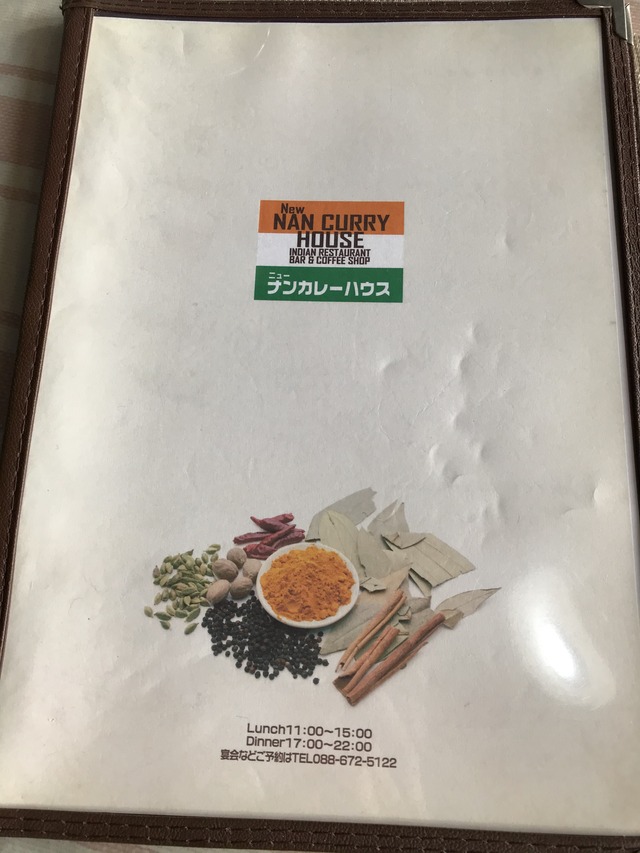 New
NAN CURRY
HOUSE
INDIAN RESTAURANT
BAR & COFFEE SHOP
ニュー
ナンカレーハウス
Lunch11:00～15:00
Dinner17:00～22:00
宴会などご予約はTEL088-672-5122